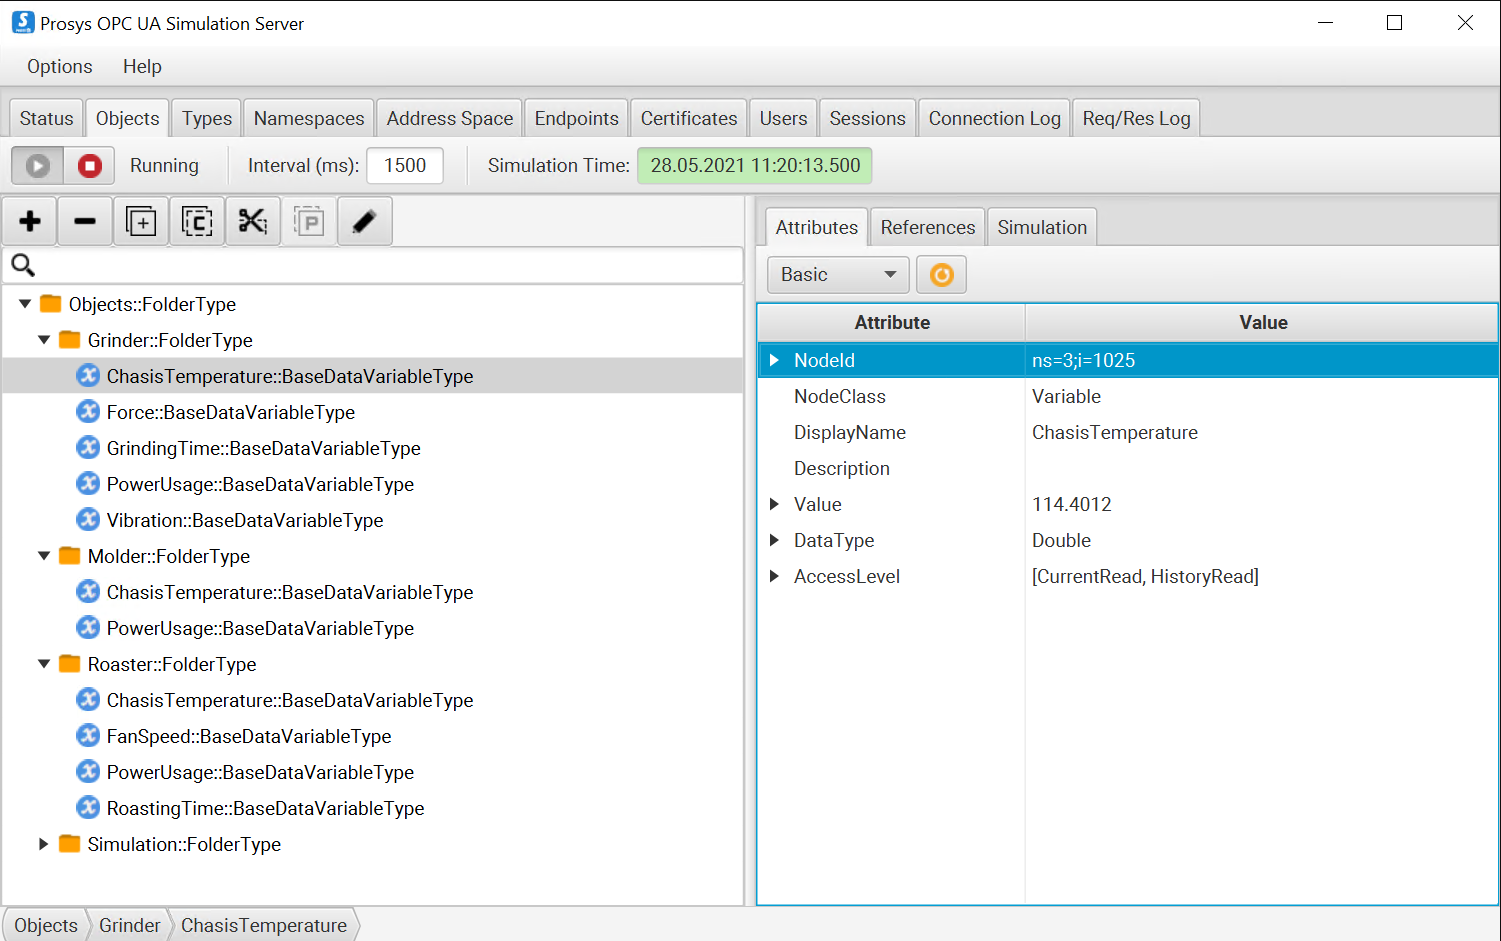 Prosys OPC UA Simulation Server
Options Help
Status Objects Types Namespaces Address Space Endpoints Certificates Users Sessions Connection Log Req/Res Log
Running Interval (ms): 1500 Simulation Time: 28.05.2021 11:20:13.500
C P
Attributes References Simulation
Basic
Objects::FolderType
Grinder::FolderType
ChasisTemperature::BaseDataVariableType
Force::BaseDataVariableType
GrindingTime::BaseDataVariableType
PowerUsage::BaseDataVariableType
Vibration::BaseDataVariableType
Molder::FolderType
ChasisTemperature::BaseDataVariableType
PowerUsage::BaseDataVariableType
Roaster::FolderType
ChasisTemperature::BaseDataVariableType
FanSpeed::BaseDataVariableType
PowerUsage::BaseDataVariableType
RoastingTime::BaseDataVariableType
Simulation::FolderType
Attribute Value
NodeId ns=3;i=1025
NodeClass Variable
DisplayName ChasisTemperature
Description
Value 114.4012
DataType Double
AccessLevel [CurrentRead, HistoryRead]
Objects Grinder ChasisTemperature